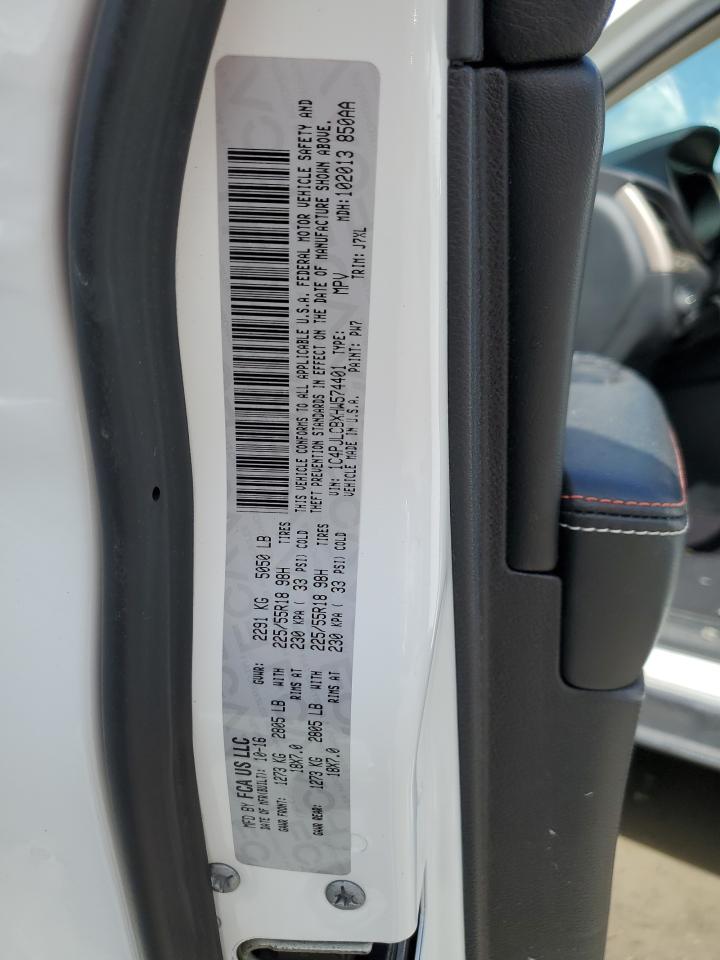 MFD BY FCA US LLC
DATE OF MFR(BUILT): 10-16 GVWR: 2291 KG 5050 LB
GAWR FRONT: 1273 KG 2805 LB WITH 225/55R18 98H TIRES
18X7.0 RIMS AT 230 KPA ( 33 PSI) COLD
GAWR REAR: 1273 KG 2805 LB WITH 225/55R18 98H TIRES
18X7.0 RIMS AT 230 KPA ( 33 PSI) COLD
THIS VEHICLE CONFORMS TO ALL APPLICABLE U.S.A. FEDERAL MOTOR VEHICLE SAFETY AND
THEFT PREVENTION STANDARDS IN EFFECT ON THE DATE OF MANUFACTURE SHOWN ABOVE.
VIN: 1C4PJLCBXHW574401 TYPE: MPV MDH: 102013 850AA
VEHICLE MADE IN U.S.A. PAINT: PW7 TRIM: J7XL